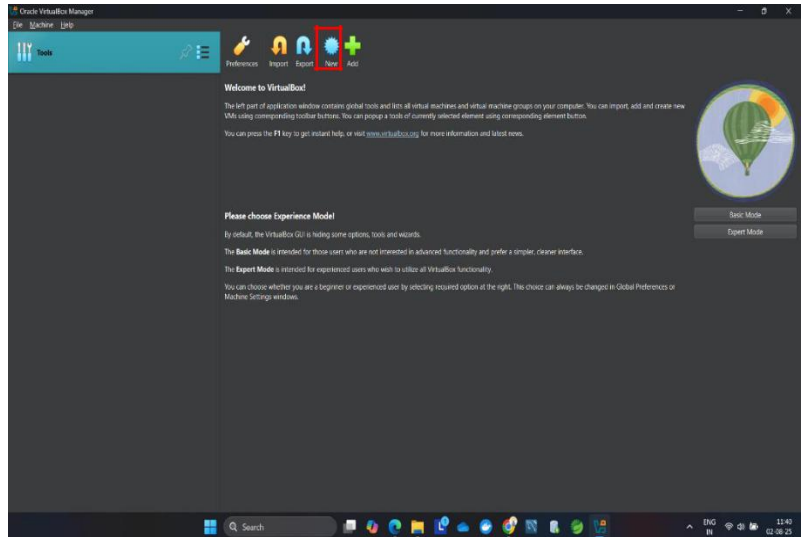 Oracle VirtualBox Manager
File Machine Help
Tools
Preferences Import Export New Add
Welcome to VirtualBox!
The left part of application window contains global tools and lists all virtual machines and virtual machine groups on your computer. You can import, add and create new
VMs using corresponding toolbar buttons. You can popup a tools of currently selected element using corresponding element button.
You can press the F1 key to get instant help, or visit www.virtualbox.org for more information and latest news.
Please choose Experience Mode!
By default, the VirtualBox GUI is hiding some options, tools and wizards.
The Basic Mode is intended for those users who are not interested in advanced functionality and prefer a simpler, cleaner interface.
The Expert Mode is intended for experienced users who wish to utilize all VirtualBox functionality.
You can choose whether you are a beginner or experienced user by selecting required option at the right. This choice can always be changed in Global Preferences or
Machine Settings windows.
Basic Mode
Expert Mode
Search
ENG
IN
11:40
02-08-25